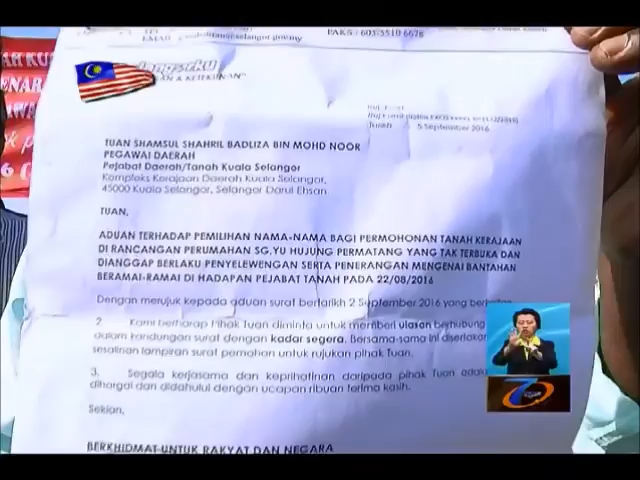 selangor.gov.my
FAKS : 603-5510 6678
5 September 2016
TUAN SHAMSUL SHAHRIL BADLIZA BIN MOHD NOOR
PEGAWAI DAERAH
Pejabat Daerah/Tanah Kuala Selangor
Kompleks Kerajaan Daerah Kuala Selangor,
45000 Kuala Selangor, Selangor Darul Ehsan
TUAN,
ADUAN TERHADAP PEMILIHAN NAMA-NAMA BAGI PERMOHONAN TANAH KERAJAAN
DI RANCANGAN PERUMAHAN SG.YU HUJUNG PERMATANG YANG TAK TERBUKA DAN
DIANGGAP BERLAKU PENYELEWENGAN SERTA PENERANGAN MENGENAI BANTAHAN
BERAMAI-RAMAI DI HADAPAN PEJABAT TANAH PADA 22/08/2016
Dengan merujuk kepada aduan surat bertarikh 2 September 2016 yang
2 Kami berharap Pihak Tuan diminta untuk memberi ulasan berhubung
dalam kandungan surat dengan kadar segera. Bersama-sama ini
sesalinan lampiran surat pemohan untuk rujukan pihak Tuan.
3. Segala kerjasama dan keprihatinan daripada pihak Tuan
dihargai dan didahului dengan ucapan ribuan terima kasih.
Sekian,
BERKHIDMAT UNTUK RAKYAT DAN NEGARA
7